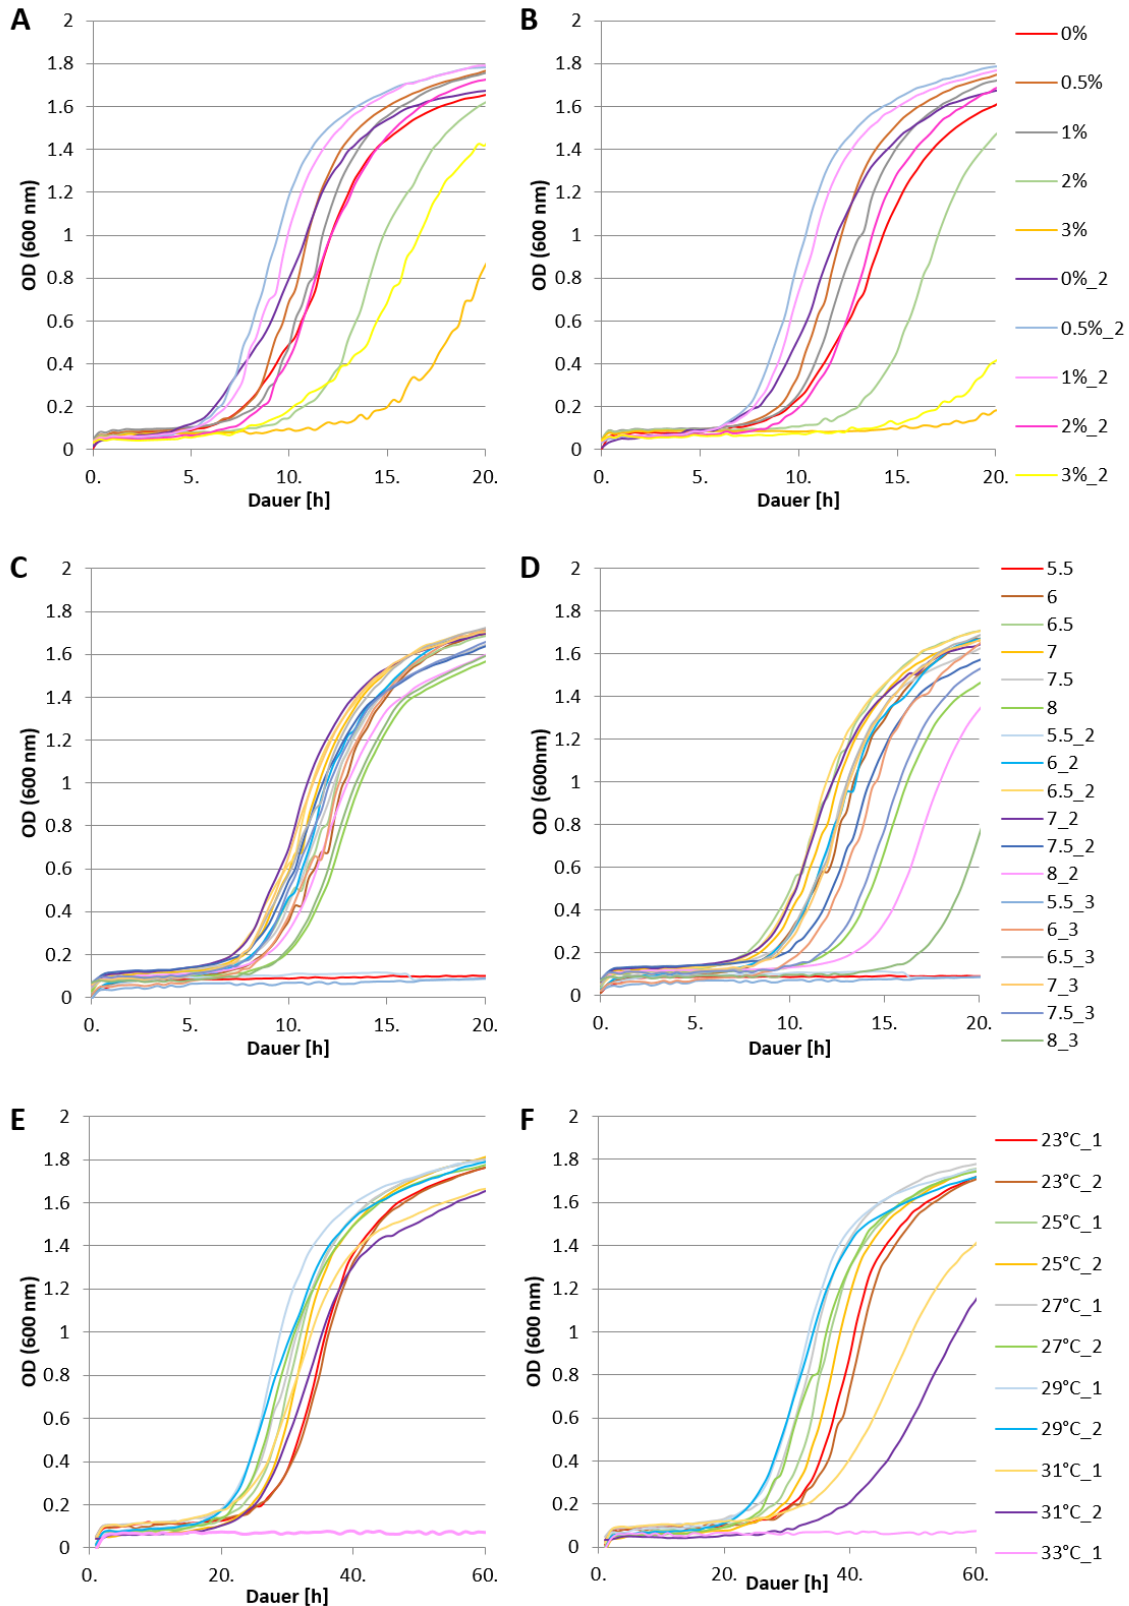 A
B
2
1.8
1.6
1.4
1.2
1
0.8
0.6
0.4
0.2
0
OD (600 nm)
0. 5. 10. 15. 20.
Dauer [h]
2
1.8
1.6
1.4
1.2
1
0.8
0.6
0.4
0.2
0
OD (600 nm)
0. 5. 10. 15. 20.
Dauer [h]
0%
0.5%
1%
2%
3%
0%_2
0.5%_2
1%_2
2%_2
3%_2
C
D
2
1.8
1.6
1.4
1.2
1
0.8
0.6
0.4
0.2
0
OD (600 nm)
0. 5. 10. 15. 20.
Dauer [h]
2
1.8
1.6
1.4
1.2
1
0.8
0.6
0.4
0.2
0
OD (600nm)
0. 5. 10. 15. 20.
Dauer [h]
5.5
6
6.5
7
7.5
8
5.5_2
6_2
6.5_2
7_2
7.5_2
8_2
5.5_3
6_3
6.5_3
7_3
7.5_3
8_3
E
F
2
1.8
1.6
1.4
1.2
1
0.8
0.6
0.4
0.2
0
OD (600 nm)
0. 20. 40. 60.
Dauer [h]
2
1.8
1.6
1.4
1.2
1
0.8
0.6
0.4
0.2
0
OD (600 nm)
0. 20. 40. 60.
Dauer [h]
23°C_1
23°C_2
25°C_1
25°C_2
27°C_1
27°C_2
29°C_1
29°C_2
31°C_1
31°C_2
33°C_1